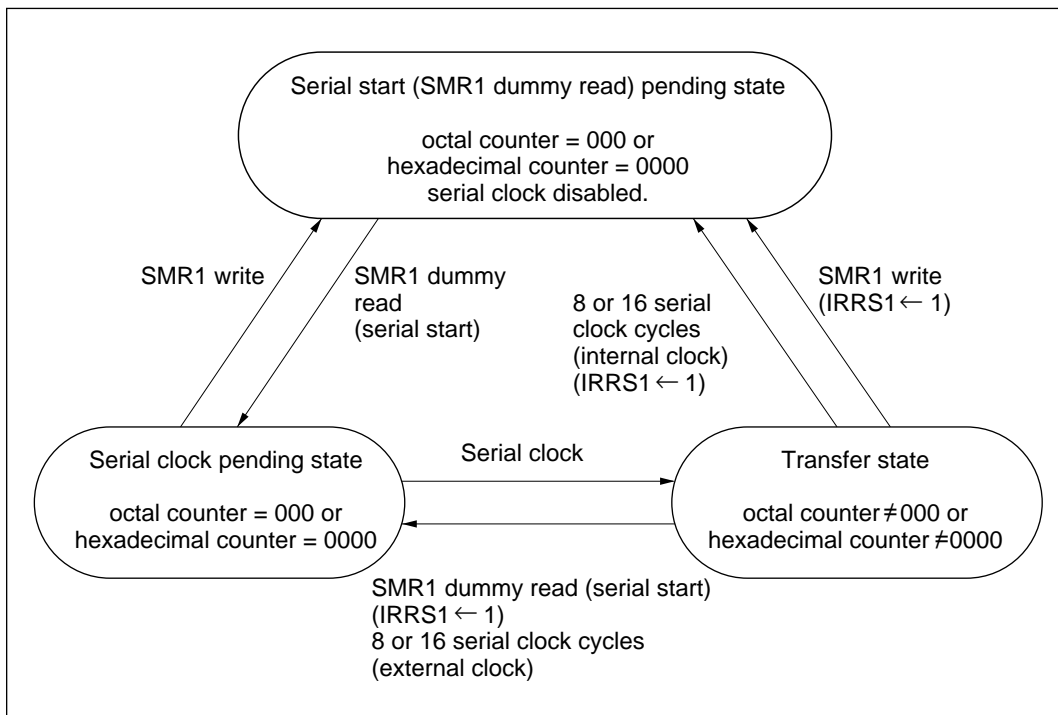 Serial start (SMR1 dummy read) pending state
octal counter = 000 or
hexadecimal counter = 0000
serial clock disabled.
SMR1 write
SMR1 dummy
read
(serial start)
8 or 16 serial
clock cycles
(internal clock)
(IRRS1 ← 1)
SMR1 write
(IRRS1 ← 1)
Serial clock pending state
octal counter = 000 or
hexadecimal counter = 0000
Serial clock
Transfer state
octal counter ≠ 000 or
hexadecimal counter ≠ 0000
SMR1 dummy read (serial start)
(IRRS1 ← 1)
8 or 16 serial clock cycles
(external clock)